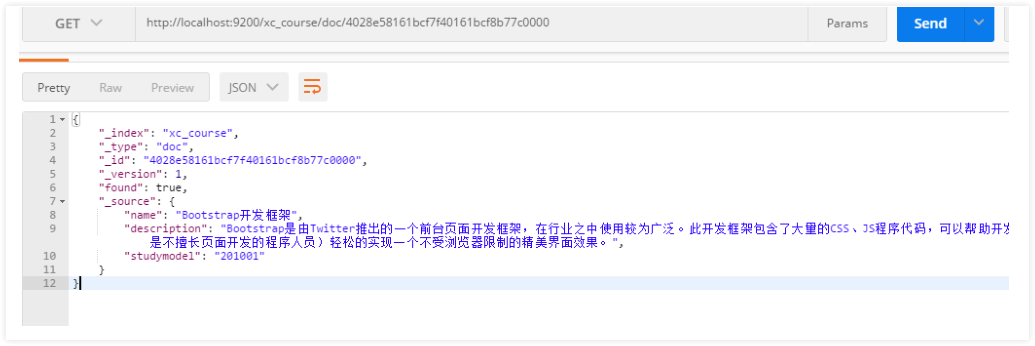 GET http://localhost:9200/xc_course/doc/4028e58161bcf7f40161bcf8b77c0000 Params Send
Pretty Raw Preview JSON
1 {
2 "_index": "xc_course",
3 "_type": "doc",
4 "_id": "4028e58161bcf7f40161bcf8b77c0000",
5 "_version": 1,
6 "found": true,
7 "_source": {
8 "name": "Bootstrap开发框架",
9 "description": "Bootstrap是由Twitter推出的一个前台页面开发框架，在行业之中使用较为广泛。此开发框架包含了大量的CSS、JS程序代码，可以帮助开发
是不擅长页面开发的程序人员）轻松的实现一个不受浏览器限制的精美界面效果。",
10 "studymodel": "201001"
11 }
12 }